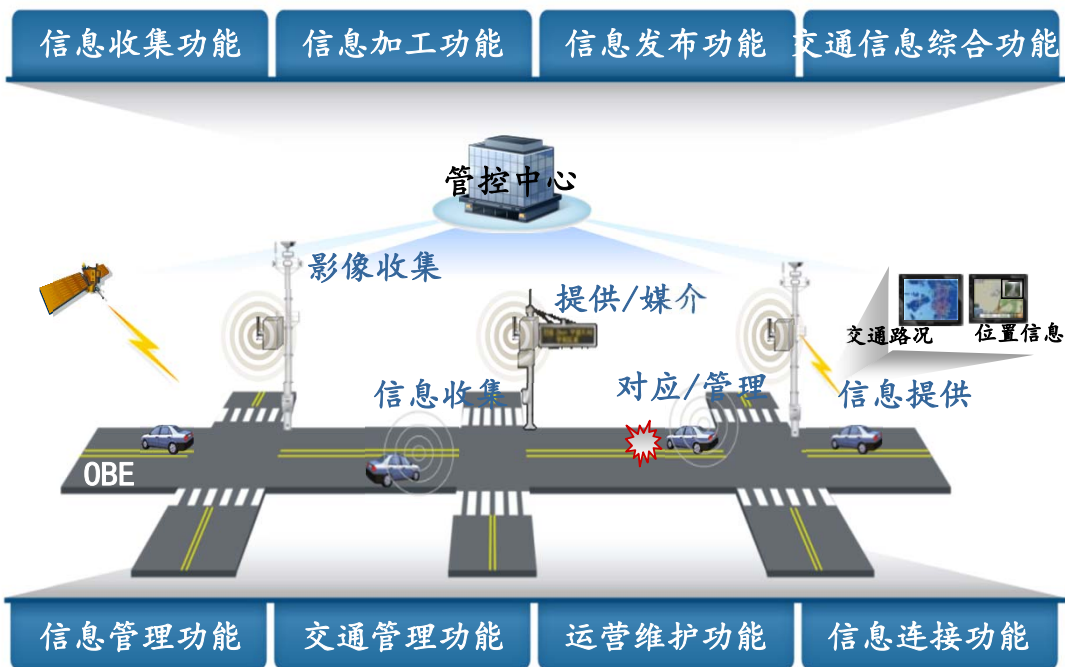 信息收集功能
信息加工功能
信息发布功能
交通信息综合功能
管控中心
影像收集
提供/媒介
交通路况
位置信息
信息收集
对应/管理
信息提供
OBE
信息管理功能
交通管理功能
运营维护功能
信息连接功能